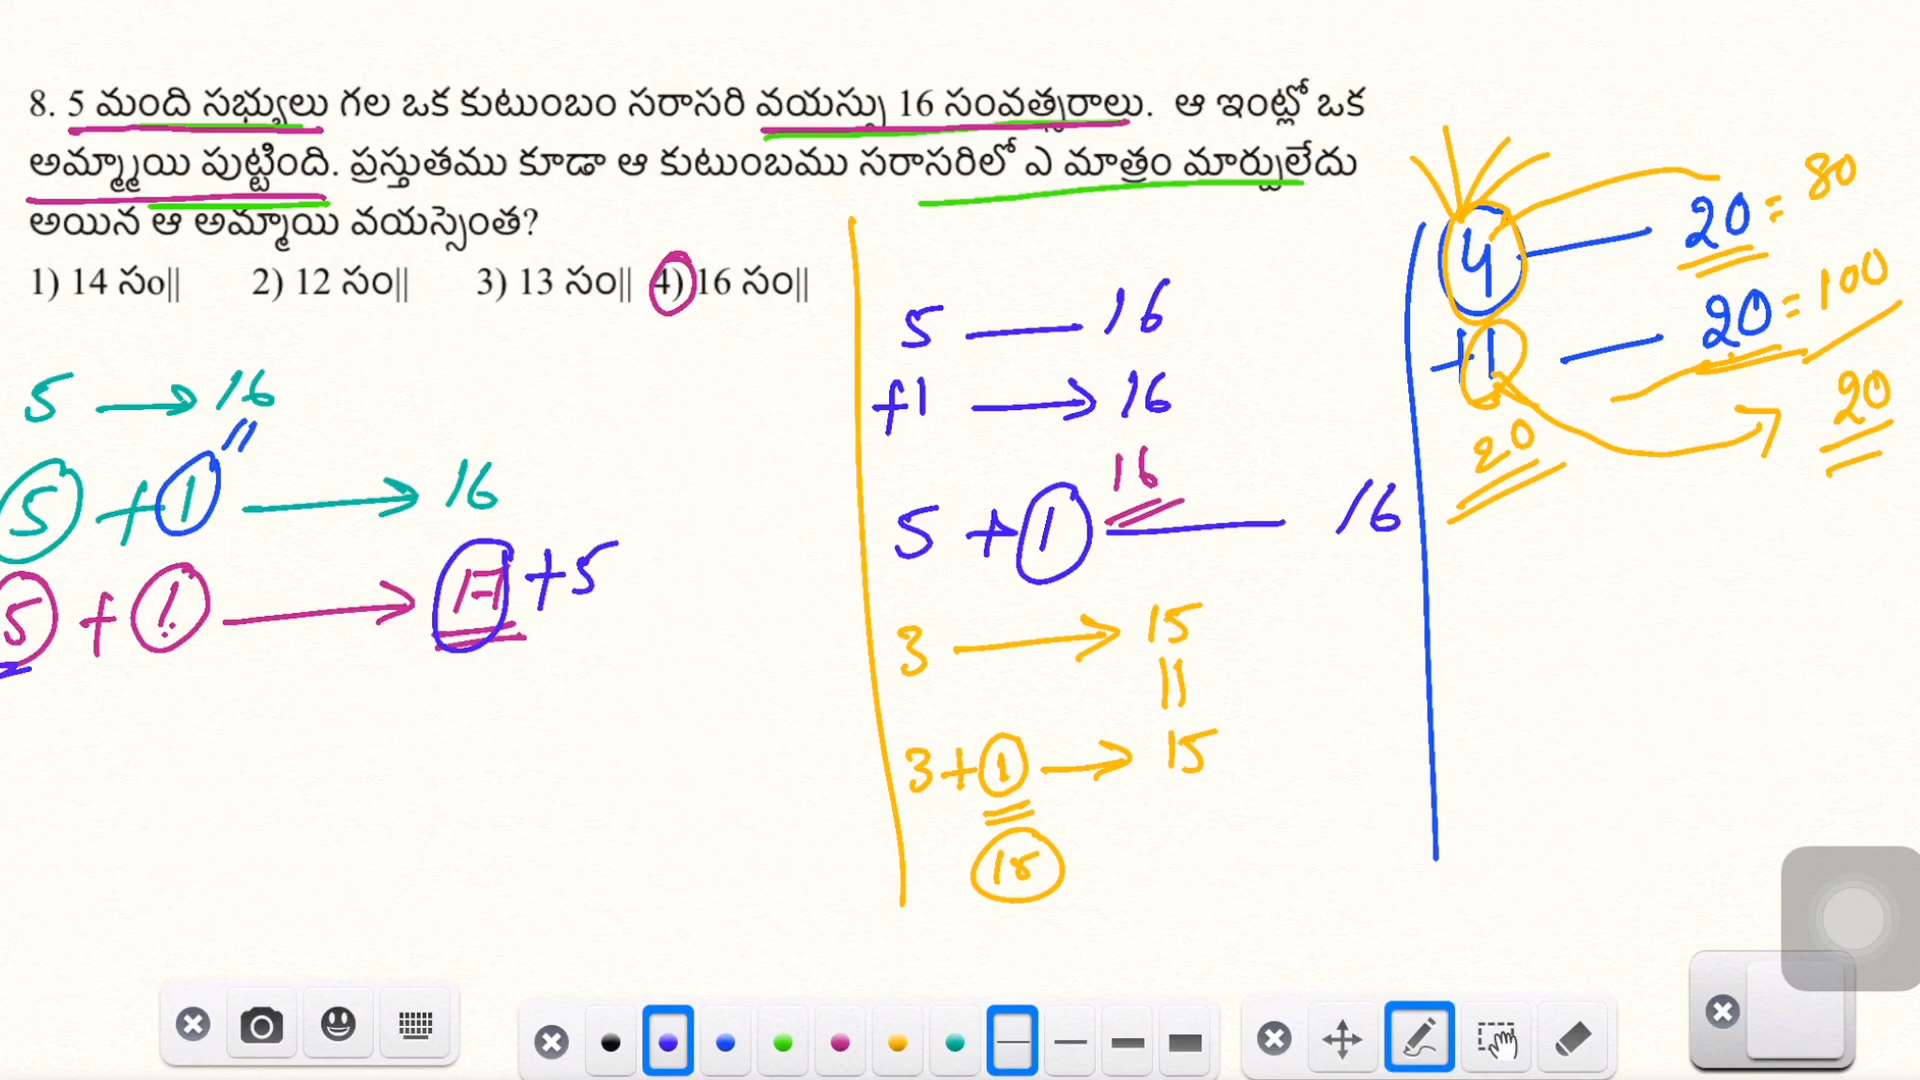 8. 5 మంది సభ్యులు గల ఒక కుటుంబం సరాసరి వయస్సు 16 సంవత్సరాలు. ఆ ఇంట్లో ఒక
అమ్మాయి పుట్టింది. ప్రస్తుతము కూడా ఆ కుటుంబము సరాసరిలో ఎ మాత్రం మార్పులేదు
అయిన ఆ అమ్మాయి వయస్సెంత?
1) 14 సం|| 2) 12 సం|| 3) 13 సం|| 4) 16 సం||
5 → 16
5 + 1 → 16
5 + → 17 + 5
5 — 16
+1 → 16
16
5 + 1 — 16
3 → 15
3 + 1 → 15
15
4 — 20 = 80
+1 — 20 = 100
20
20